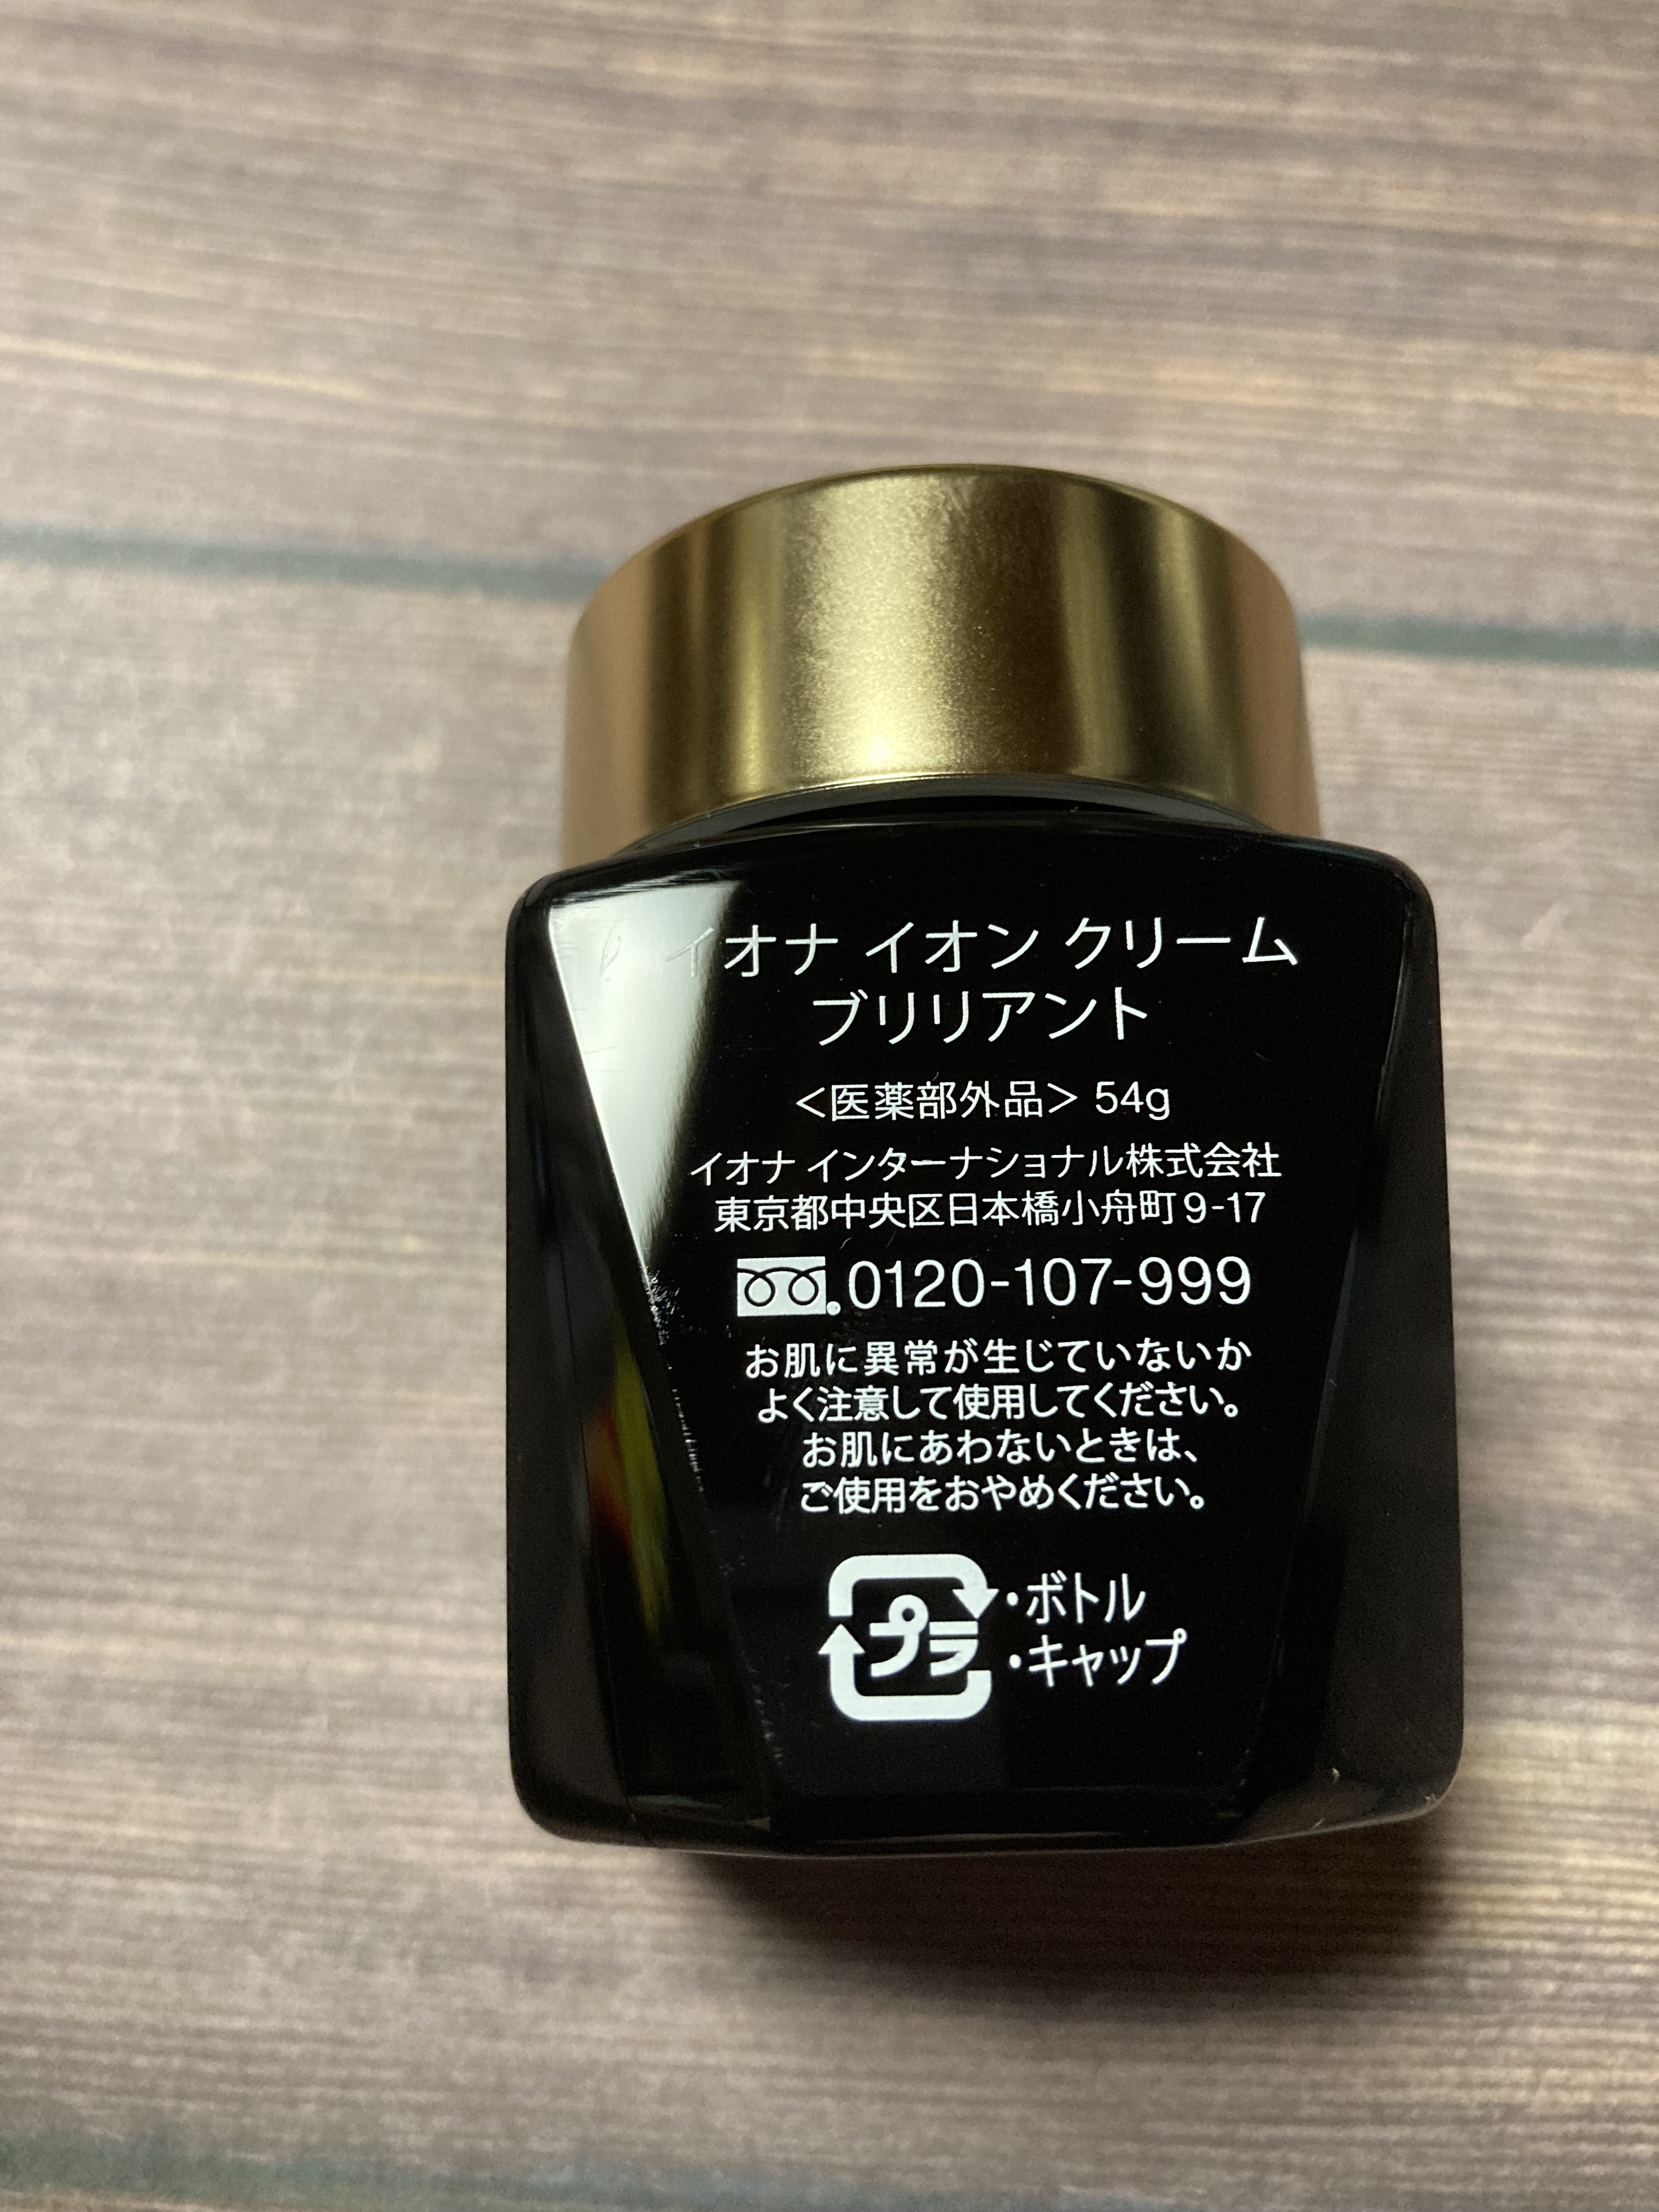 イオナ イオン クリーム
ブリリアント
＜医薬部外品＞ 54g
イオナ インターナショナル株式会社
東京都中央区日本橋小舟町9-17
0120-107-999
お肌に異常が生じていないか
よく注意して使用してください。
お肌にあわないときは、
ご使用をおやめください。
プラ
・ボトル
・キャップ